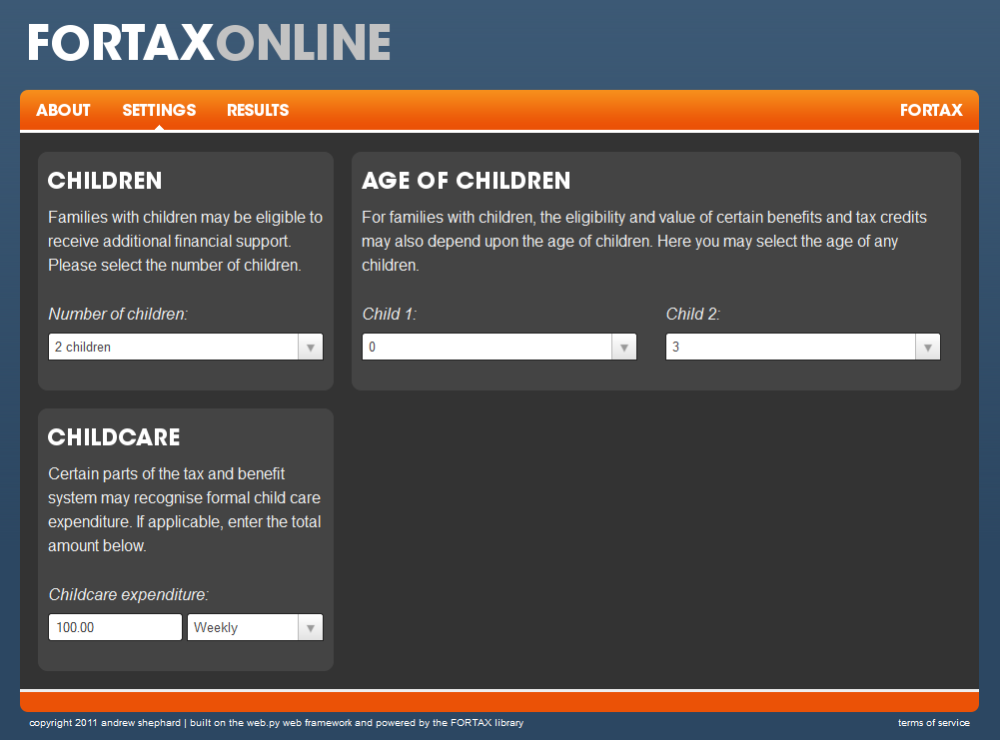 FORTAXONLINE
ABOUT SETTINGS RESULTS FORTAX
CHILDREN
Families with children may be eligible to
receive additional financial support.
Please select the number of children.
Number of children:
2 children
AGE OF CHILDREN
For families with children, the eligibility and value of certain benefits and tax credits
may also depend upon the age of children. Here you may select the age of any
children.
Child 1: Child 2:
0 3
CHILDCARE
Certain parts of the tax and benefit
system may recognise formal child care
expenditure. If applicable, enter the total
amount below.
Childcare expenditure:
100.00 Weekly
copyright 2011 andrew shephard | built on the web.py web framework and powered by the FORTAX library terms of service